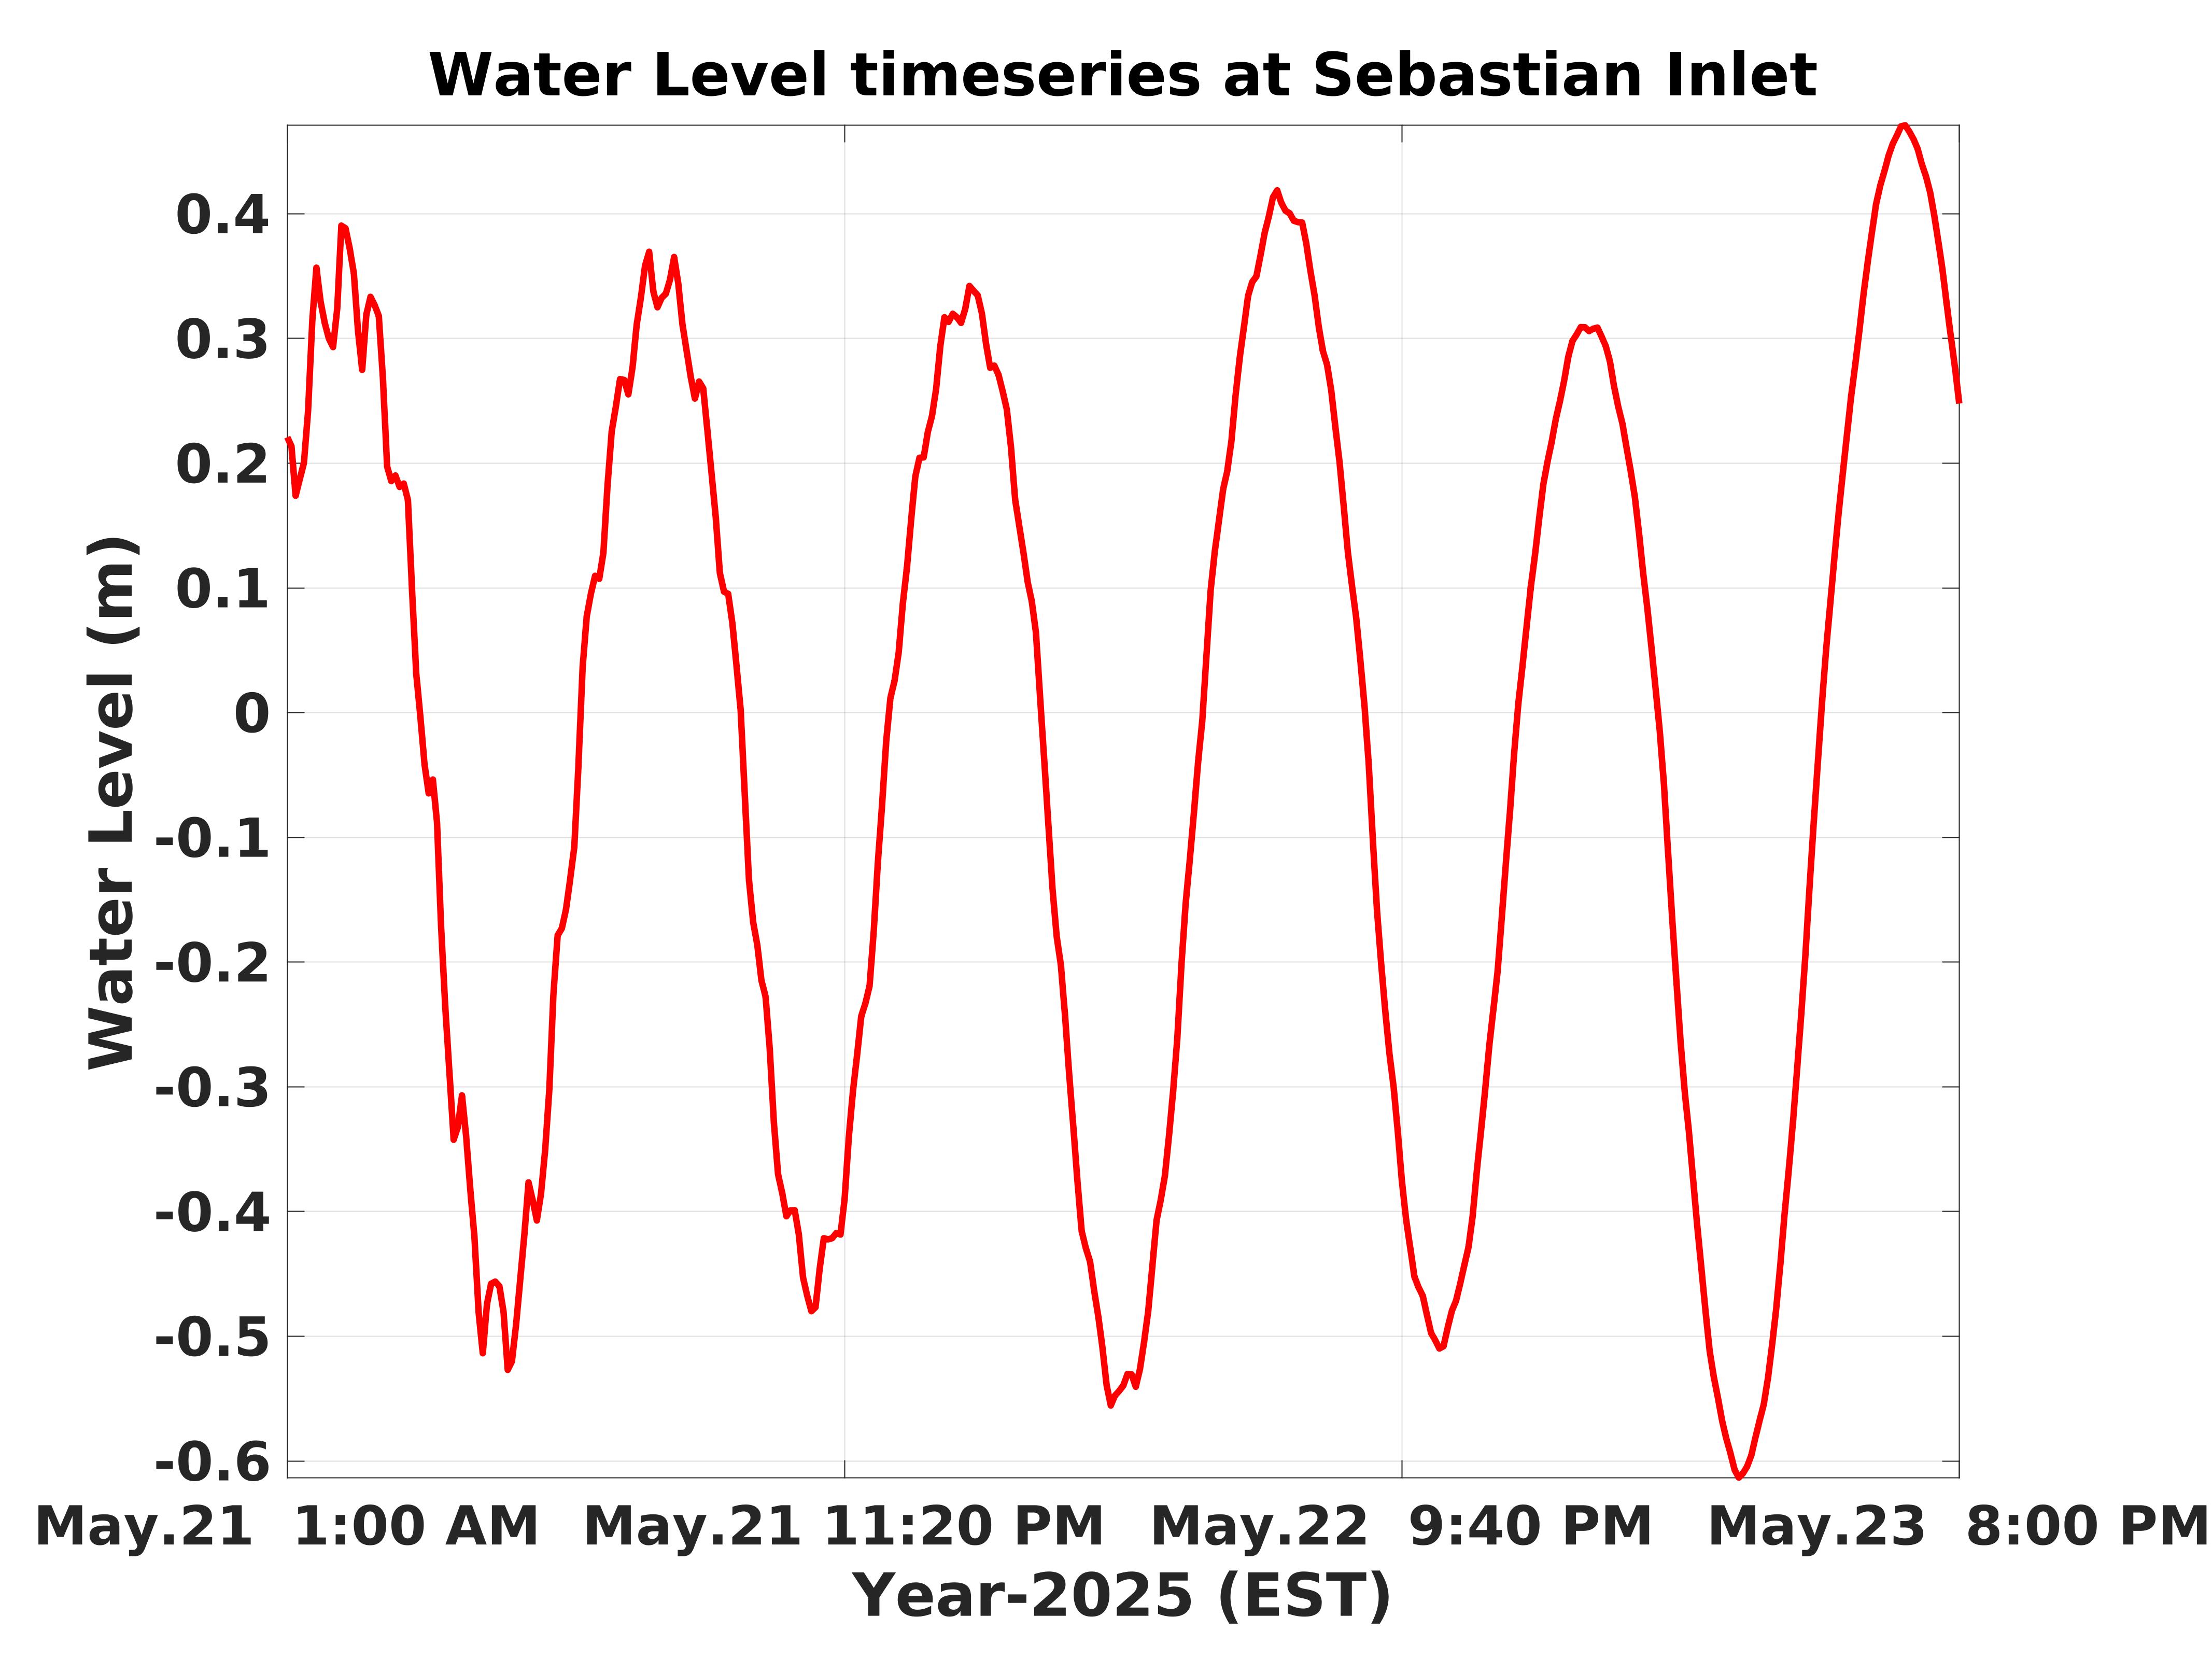 Water Level timeseries at Sebastian Inlet
Water Level (m)
0.4
0.3
0.2
0.1
0
-0.1
-0.2
-0.3
-0.4
-0.5
-0.6
May.21 1:00 AM May.21 11:20 PM May.22 9:40 PM May.23 8:00 PM
Year-2025 (EST)